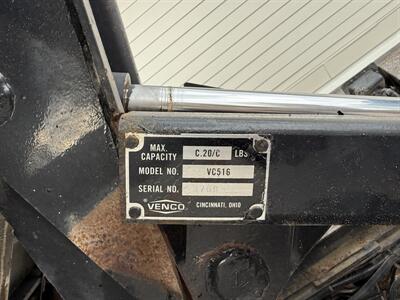 MAX. CAPACITY C.20/C LBS
MODEL NO. VC516
SERIAL NO.
VENCO CINCINNATI, OHIO